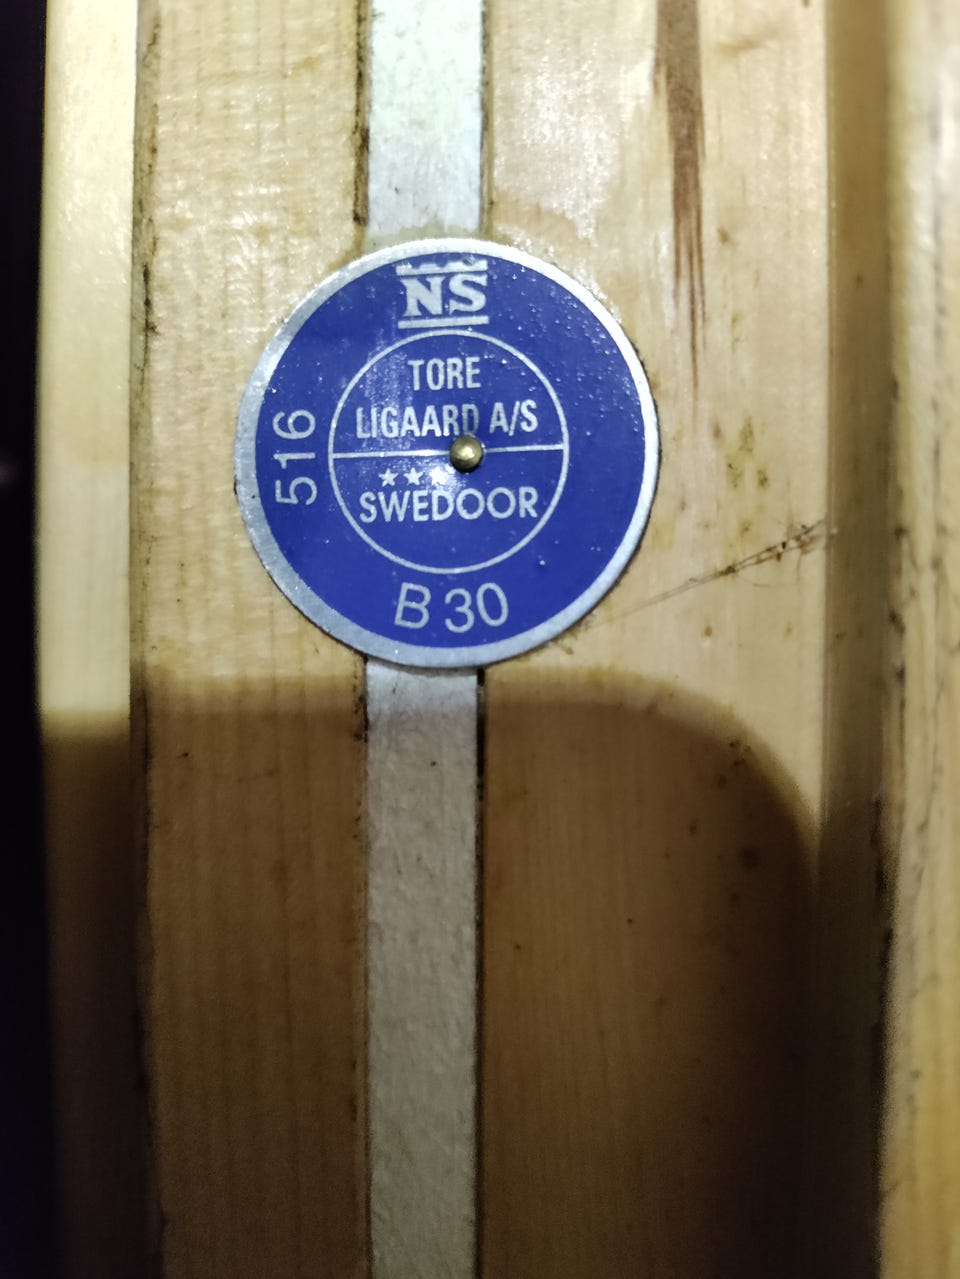 NS
TORE
LIGAARD A/S
SWEDOOR
516
B 30